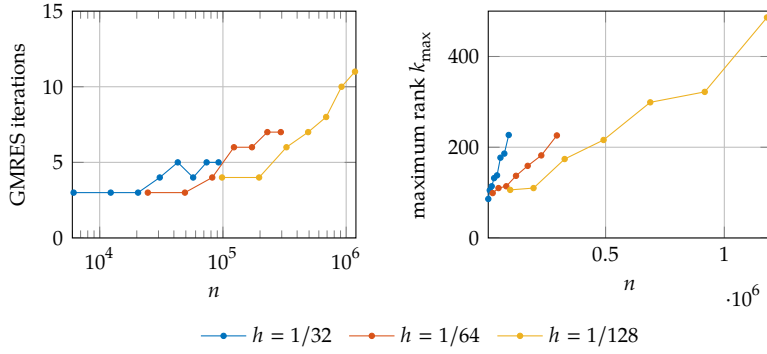 15
10
5
0
GMRES iterations
10^4
10^5
10^6
n
400
200
0
maximum rank k_max
0.5
1
·10^6
n
h = 1/32
h = 1/64
h = 1/128